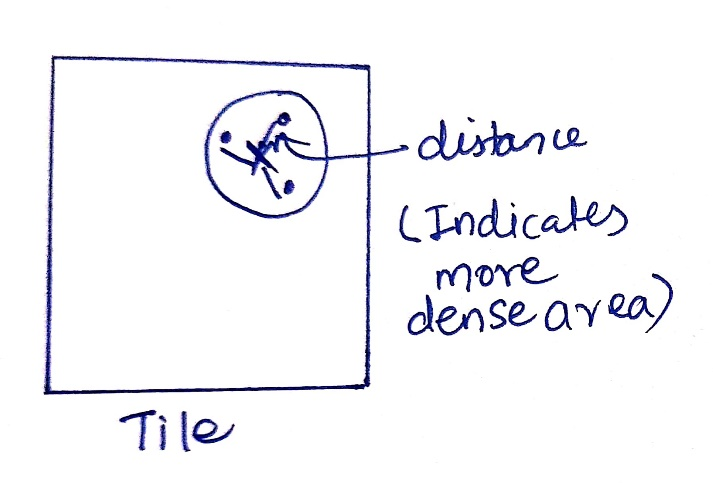 distance
(Indicates
more
dense area)
Tile